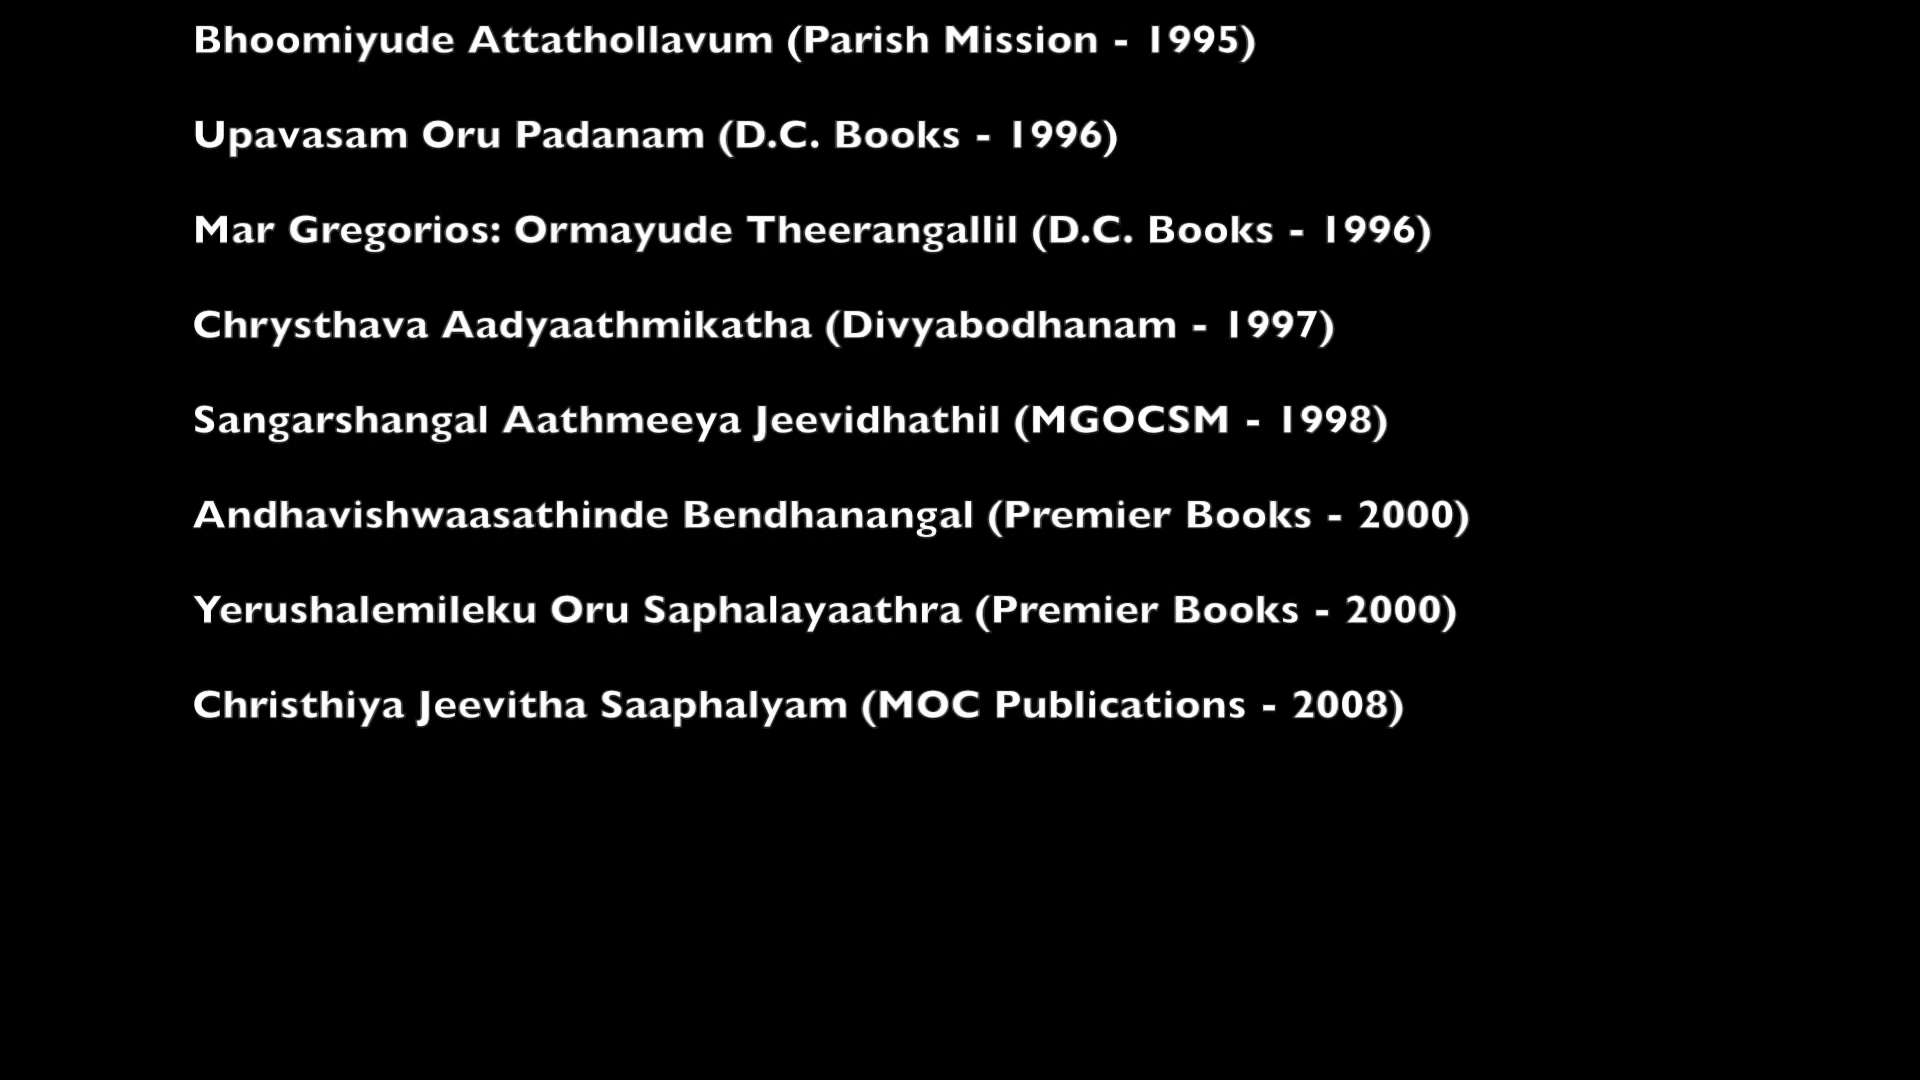 Bhoomiyude Attathollavum (Parish Mission - 1995)
Upavasam Oru Padanam (D.C. Books - 1996)
Mar Gregorios: Ormayude Theerangallil (D.C. Books - 1996)
Chrysthava Aadyaathmikatha (Divyabodhanam - 1997)
Sangarshangal Aathmeeya Jeevidhathil (MGOCSM - 1998)
Andhavishwaasathinde Bendhanangal (Premier Books - 2000)
Yerushalemileku Oru Saphalayaathra (Premier Books - 2000)
Christhiya Jeevitha Saaphalyam (MOC Publications - 2008)